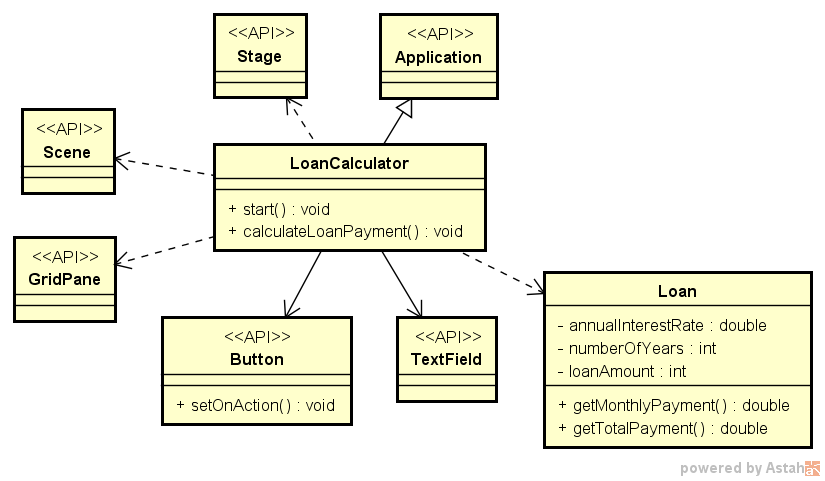 <<API>>
Stage
<<API>>
Application
<<API>>
Scene
LoanCalculator
+ start() : void
+ calculateLoanPayment() : void
<<API>>
GridPane
<<API>>
Button
+ setOnAction() : void
<<API>>
TextField
Loan
- annualInterestRate : double
- numberOfYears : int
- loanAmount : int
+ getMonthlyPayment() : double
+ getTotalPayment() : double
powered by Astah